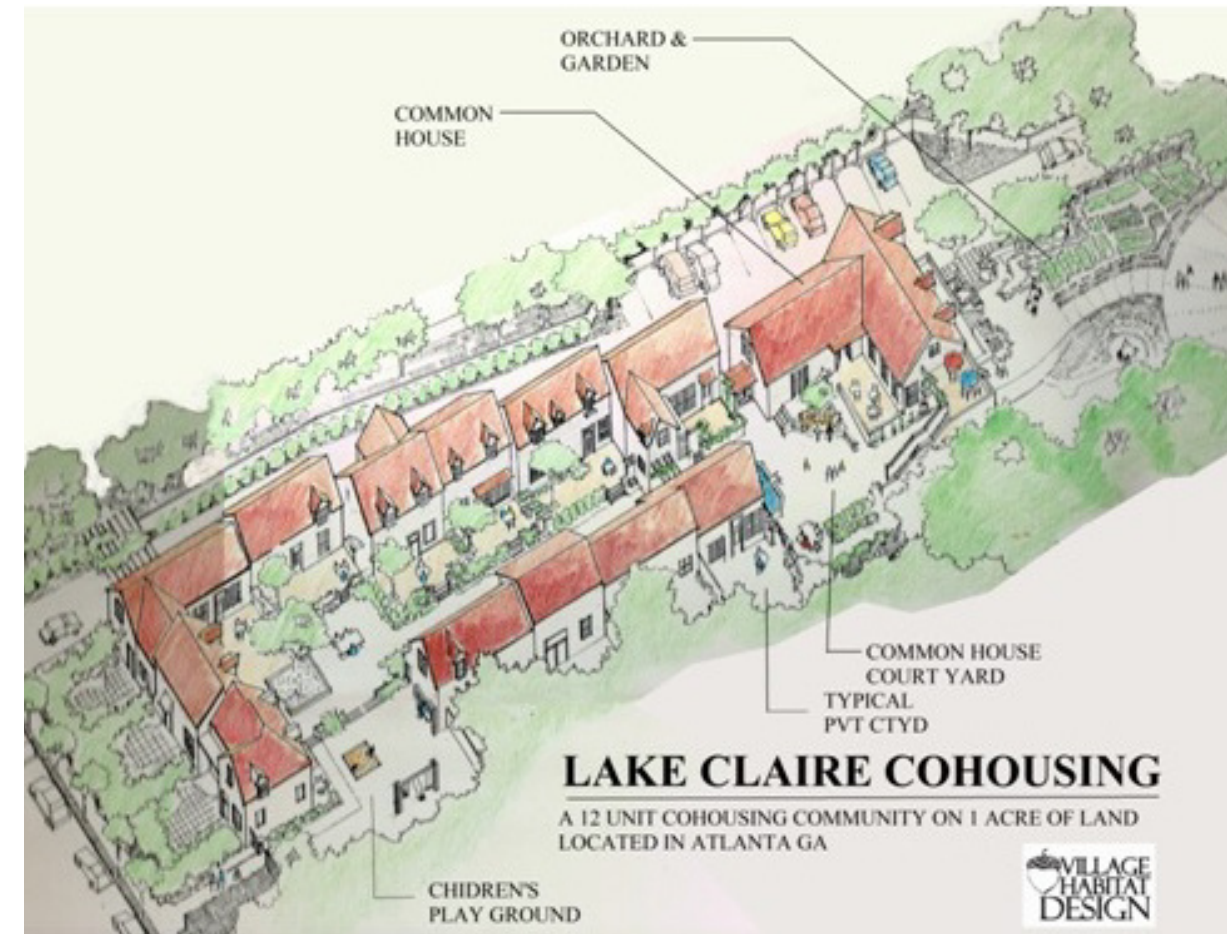 ORCHARD &
GARDEN
COMMON
HOUSE
COMMON HOUSE
COURT YARD
TYPICAL
PVT CTYD
LAKE CLAIRE COHOUSING
A 12 UNIT COHOUSING COMMUNITY ON 1 ACRE OF LAND
LOCATED IN ATLANTA GA
CHIDREN'S
PLAY GROUND
VILLAGE
HABITAT
DESIGN